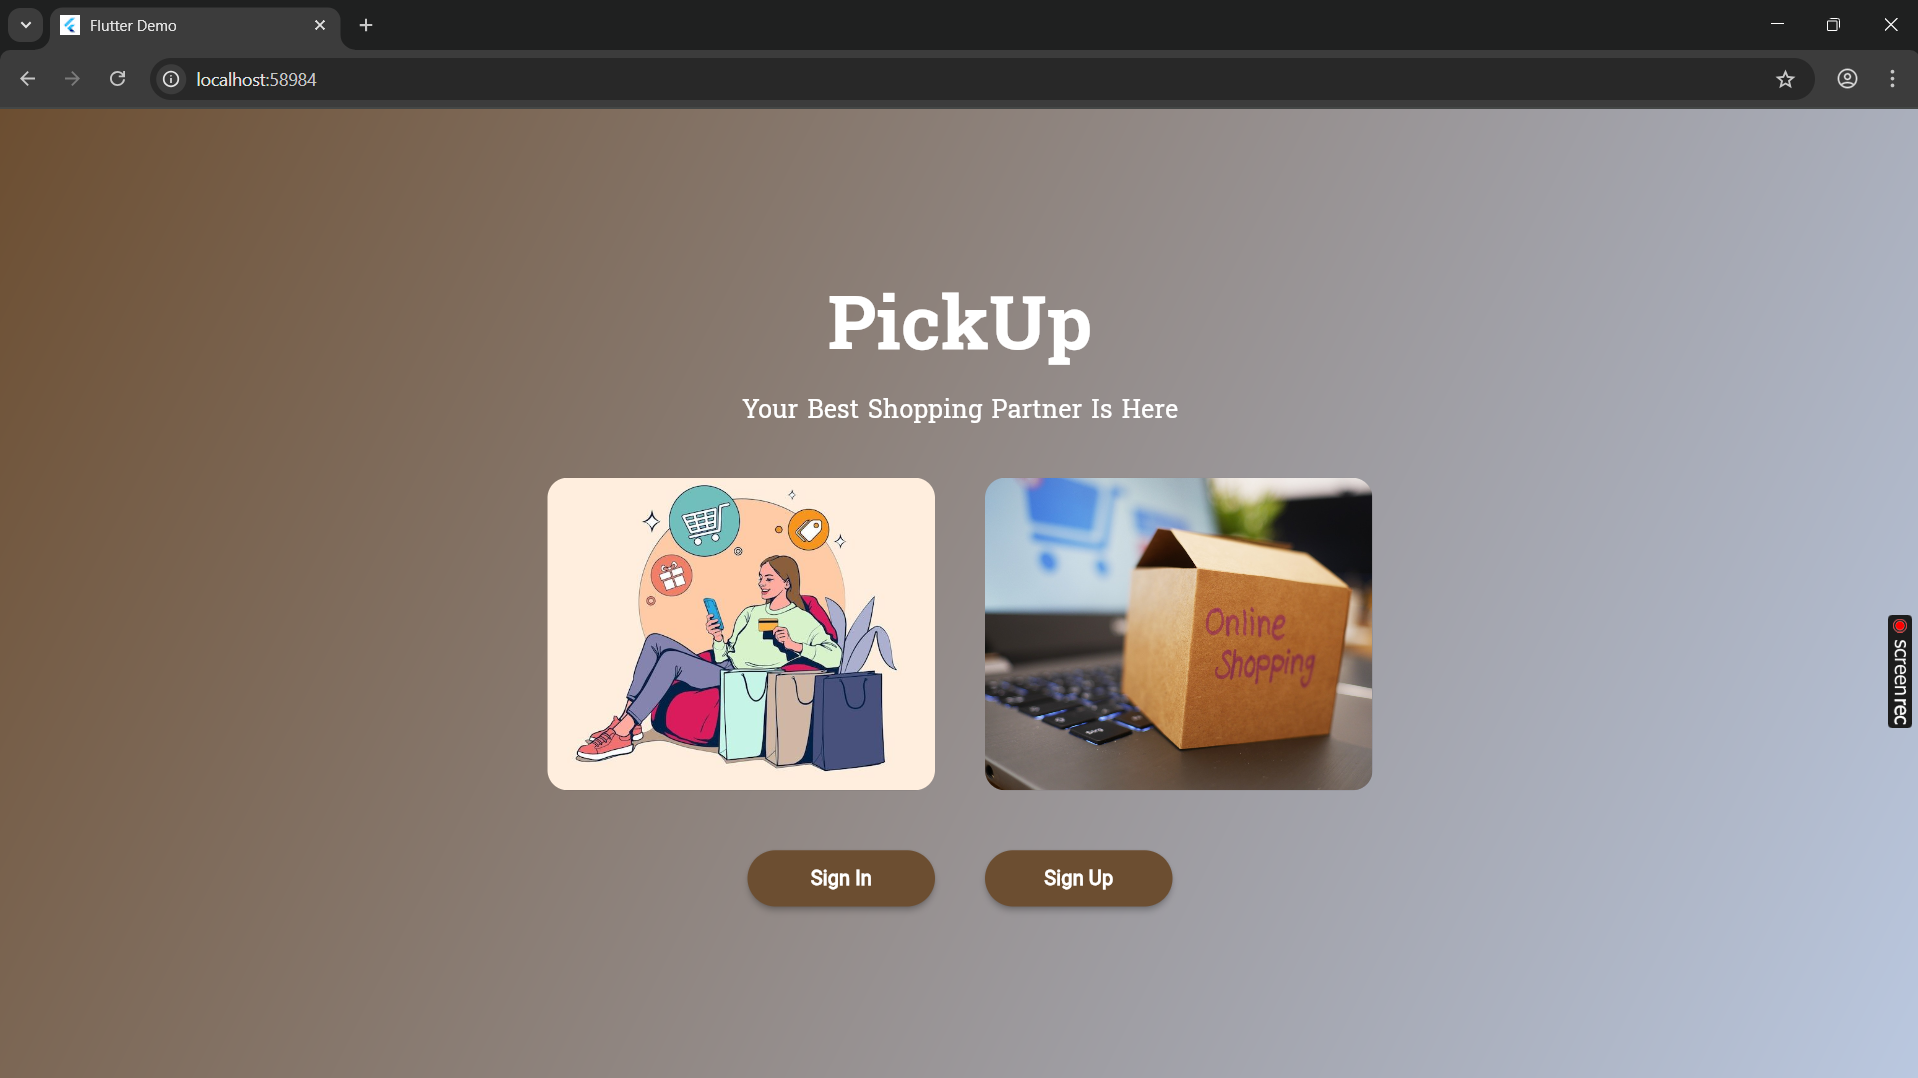 Flutter Demo
localhost:58984
PickUp
Your Best Shopping Partner Is Here
Online
Shopping
Sign In
Sign Up
screenrec